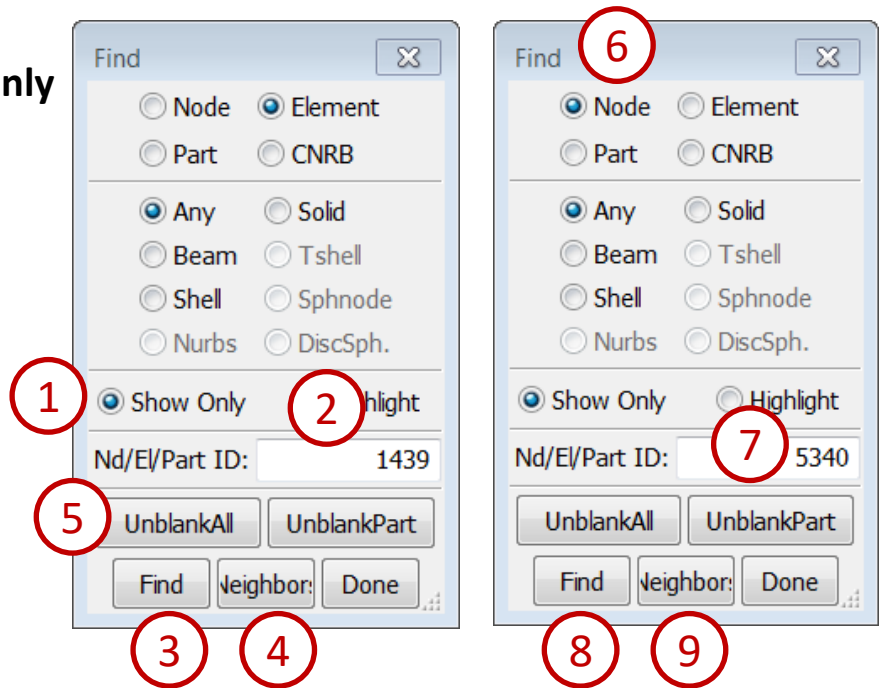 nly
Find
Node Element
Part CNRB
Any Solid
Beam Tshell
Shell Sphnode
Nurbs DiscSph.
1 Show Only 2 hlight
Nd/El/Part ID: 1439
5 UnblankAll UnblankPart
Find Neighbors Done
3 4
Find 6
Node Element
Part CNRB
Any Solid
Beam Tshell
Shell Sphnode
Nurbs DiscSph.
Show Only Highlight
Nd/El/Part ID: 7 5340
UnblankAll UnblankPart
Find Neighbors Done
8 9